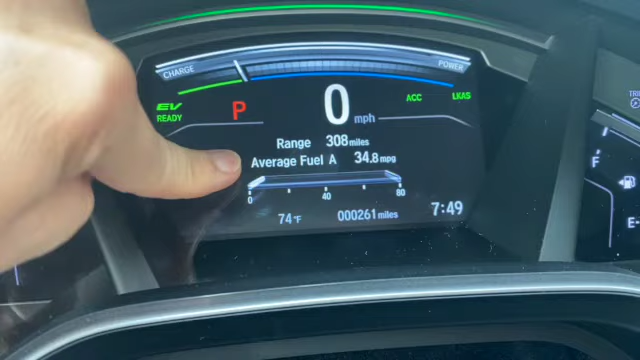 CHARGE
POWER
EV
READY
P
0
mph
ACC
LKAS
Range 308 miles
Average Fuel A 34.8 mpg
0 40 80
74°F 000261 miles 7:49
TRIP
F
E